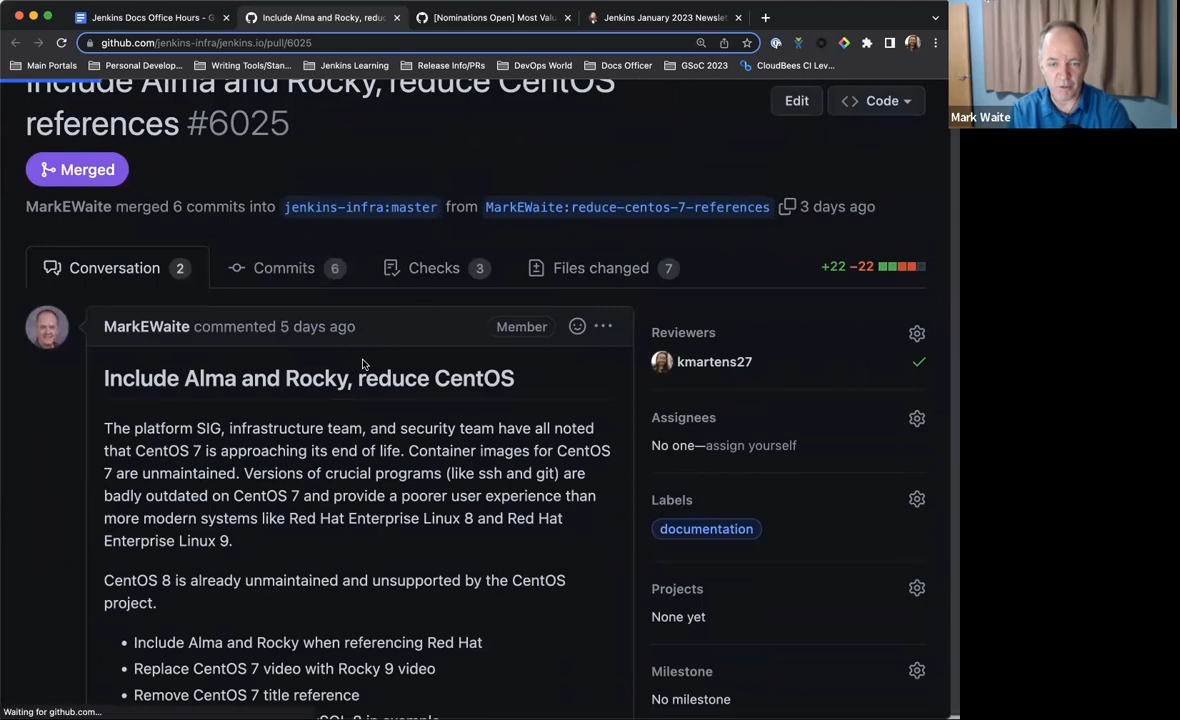 Jenkins Docs Office Hours - G
Include Alma and Rocky, reduc
[Nominations Open] Most Valu
Jenkins January 2023 Newslet
github.com/jenkins-infra/jenkins.io/pull/6025
Main Portals
Personal Develop...
Writing Tools/Stan...
Jenkins Learning
Release Info/PRs
DevOps World
Docs Officer
GSoC 2023
CloudBees CI Lev...
Include Alma and Rocky, reduce CentOS
references #6025
Edit
Code
Mark Waite
Merged
MarkEWaite merged 6 commits into jenkins-infra:master from MarkEWaite:reduce-centos-7-references 3 days ago
Conversation 2
Commits 6
Checks 3
Files changed 7
+22 −22
MarkEWaite commented 5 days ago
Member
Include Alma and Rocky, reduce CentOS
The platform SIG, infrastructure team, and security team have all noted
that CentOS 7 is approaching its end of life. Container images for CentOS
7 are unmaintained. Versions of crucial programs (like ssh and git) are
badly outdated on CentOS 7 and provide a poorer user experience than
more modern systems like Red Hat Enterprise Linux 8 and Red Hat
Enterprise Linux 9.
CentOS 8 is already unmaintained and unsupported by the CentOS
project.
• Include Alma and Rocky when referencing Red Hat
• Replace CentOS 7 video with Rocky 9 video
• Remove CentOS 7 title reference
Reviewers
kmartens27
Assignees
No one—assign yourself
Labels
documentation
Projects
None yet
Milestone
No milestone
Waiting for github.com...